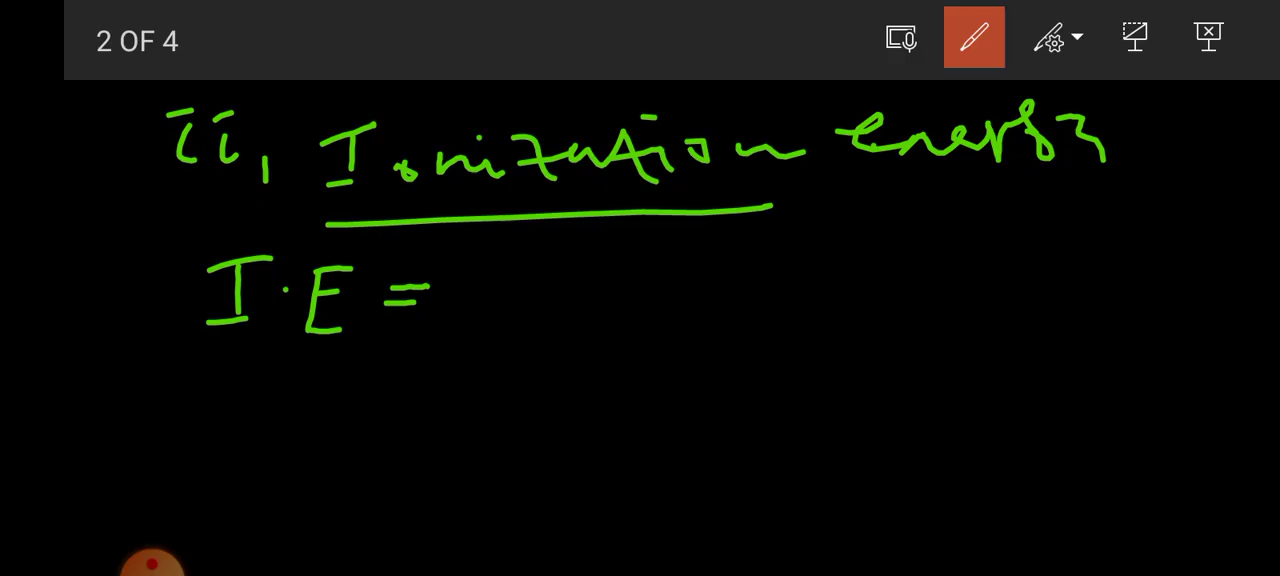 2 OF 4
ii, Ionization energy
I.E =